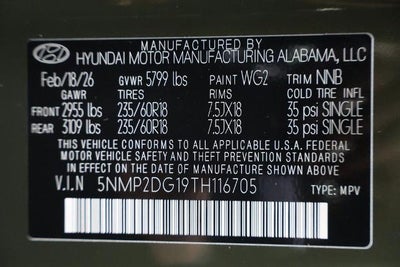 MANUFACTURED BY
HYUNDAI MOTOR MANUFACTURING ALABAMA, LLC
Feb/18/26 GVWR 5799 lbs PAINT WG2 TRIM NNB
GAWR TIRES RIMS COLD TIRE INFL
FRONT 2955 lbs 235/60R18 7.5JX18 35 psi SINGLE
REAR 3109 lbs 235/60R18 7.5JX18 35 psi SINGLE
THIS VEHICLE CONFORMS TO ALL APPLICABLE U.S.A. FEDERAL
MOTOR VEHICLE SAFETY AND THEFT PREVENTION STANDARDS
IN EFFECT ON THE DATE OF MANUFACTURE SHOWN ABOVE
V.I.N 5NMP2DG19TH116705 TYPE: MPV